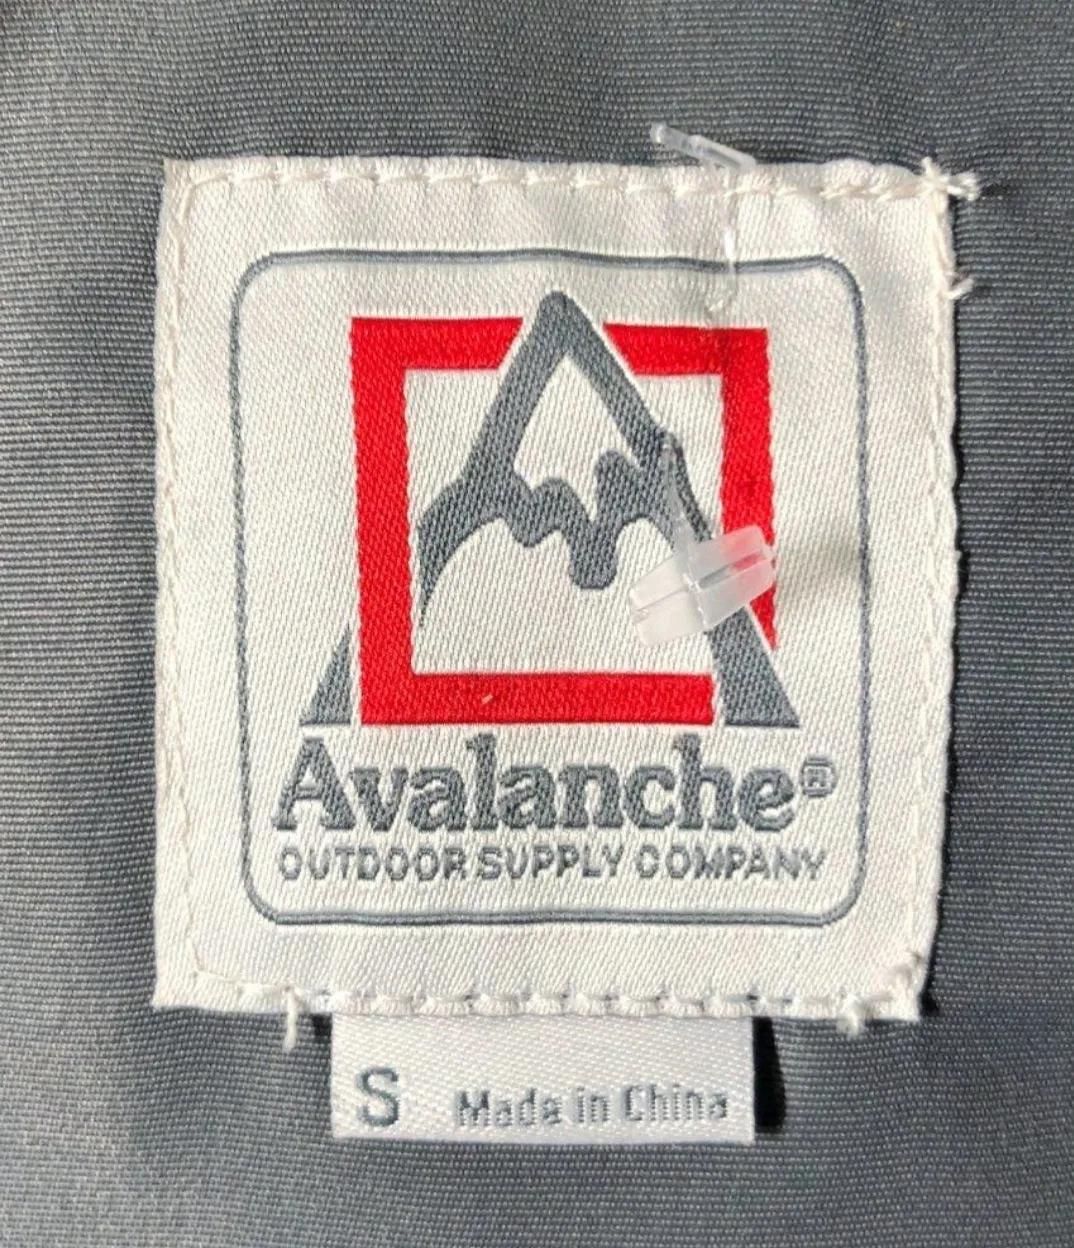 Avalanche®
OUTDOOR SUPPLY COMPANY
S Made in China